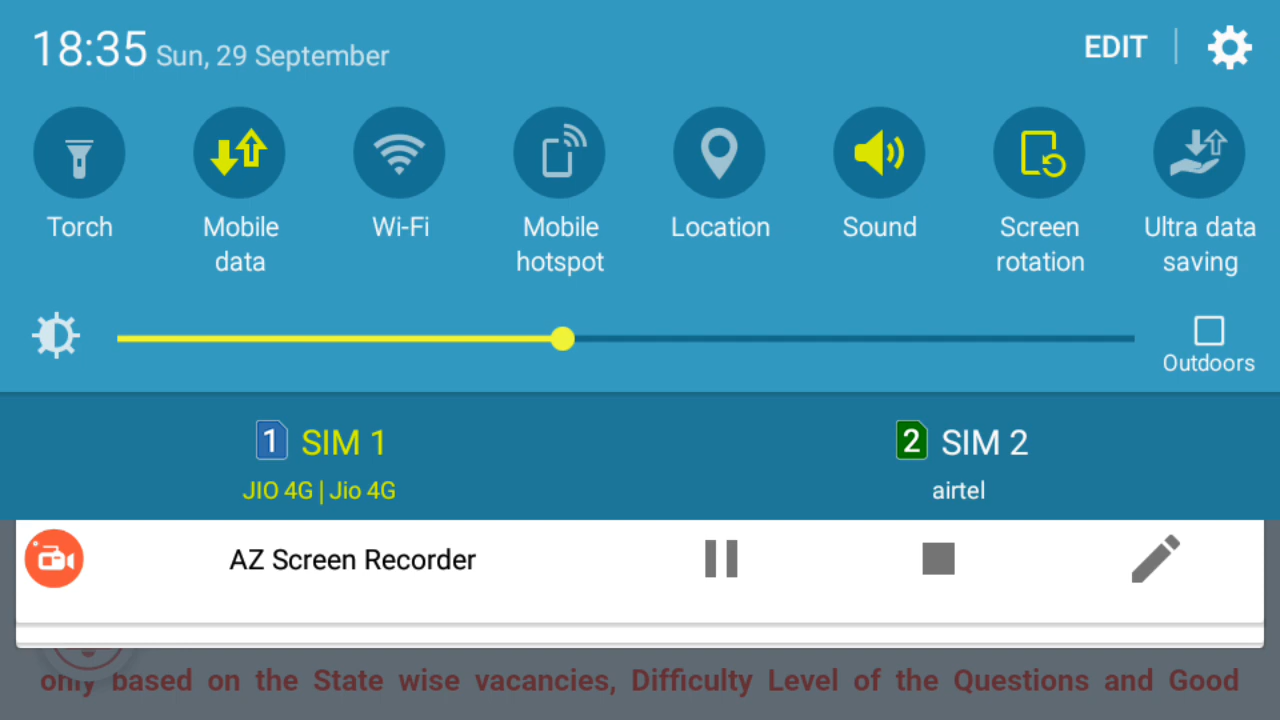 18:35 Sun, 29 September EDIT
Torch Mobile data Wi-Fi Mobile hotspot Location Sound Screen rotation Ultra data saving
Outdoors
1 SIM 1 2 SIM 2
JIO 4G | Jio 4G airtel
AZ Screen Recorder
only based on the State wise vacancies, Difficulty Level of the Questions and Good